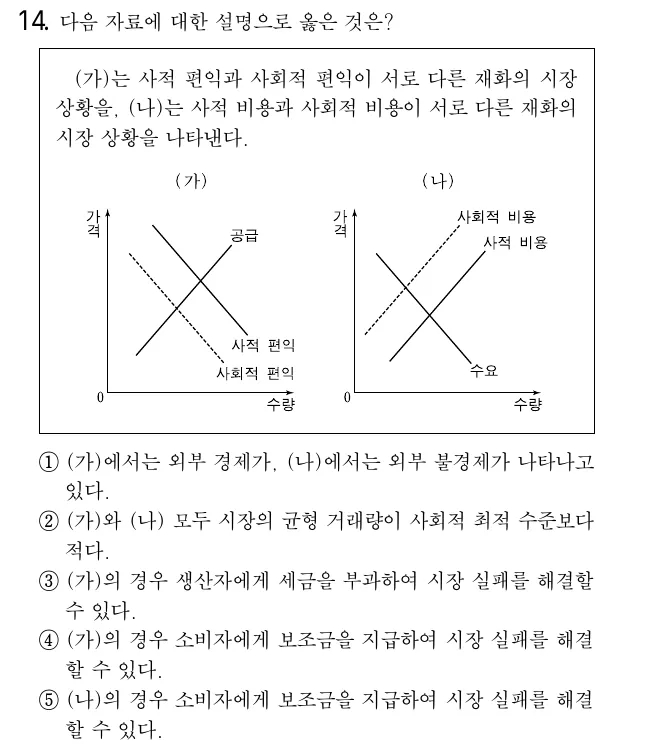 14. 다음 자료에 대한 설명으로 옳은 것은?
(가)는 사적 편익과 사회적 편익이 서로 다른 재화의 시장
상황을, (나)는 사적 비용과 사회적 비용이 서로 다른 재화의
시장 상황을 나타낸다.
(가)
가격
공급
사적 편익
사회적 편익
0
수량
(나)
가격
사회적 비용
사적 비용
수요
0
수량
① (가)에서는 외부 경제가, (나)에서는 외부 불경제가 나타나고
있다.
② (가)와 (나) 모두 시장의 균형 거래량이 사회적 최적 수준보다
적다.
③ (가)의 경우 생산자에게 세금을 부과하여 시장 실패를 해결할
수 있다.
④ (가)의 경우 소비자에게 보조금을 지급하여 시장 실패를 해결
할 수 있다.
⑤ (나)의 경우 소비자에게 보조금을 지급하여 시장 실패를 해결
할 수 있다.